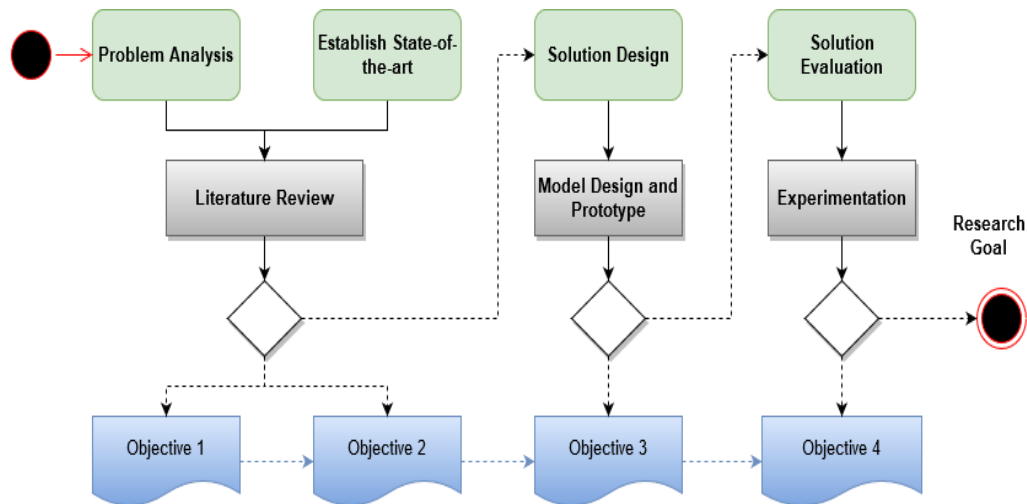 Problem Analysis
Establish State-of-
the-art
Solution Design
Solution
Evaluation
Literature Review
Model Design and
Prototype
Experimentation
Research
Goal
Objective 1
Objective 2
Objective 3
Objective 4